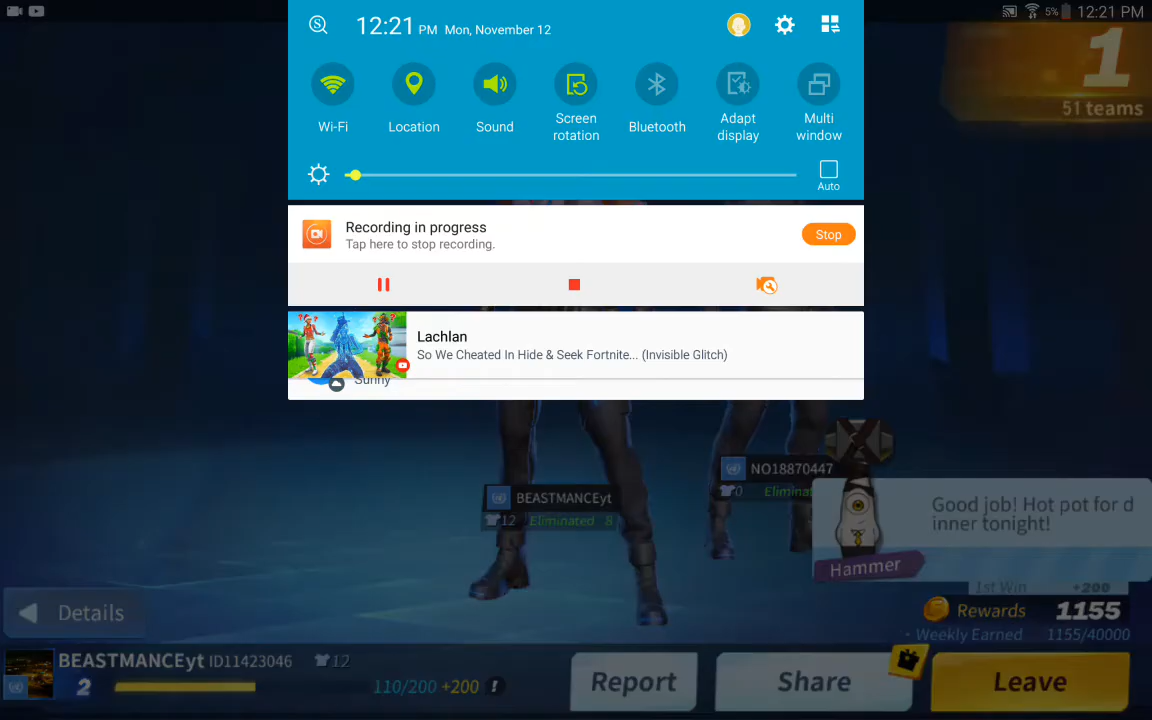 5% 12:21 PM
12:21 PM Mon, November 12
Wi-Fi
Location
Sound
Screen rotation
Bluetooth
Adapt display
Multi window
Auto
Recording in progress
Tap here to stop recording.
Stop
Lachlan
So We Cheated In Hide & Seek Fortnite... (Invisible Glitch)
Sunny
1
51 teams
NO18870447
0 Elimina
BEASTMANCEyt
12 Eliminated 8
Good job! Hot pot for d
inner tonight!
Hammer
1st Win +200
Rewards 1155
• Weekly Earned 1155/40000
Details
BEASTMANCEyt ID11423046 12
2 110/200 +200 !
Report
Share
Leave